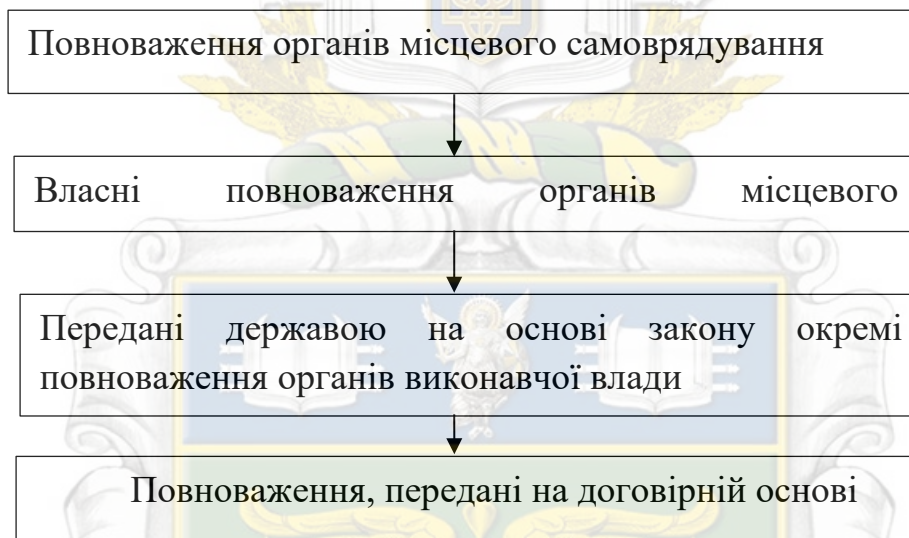 Повноваження органів місцевого самоврядування
Власні повноваження органів місцевого
Передані державою на основі закону окремі
повноваження органів виконавчої влади
Повноваження, передані на договірній основі